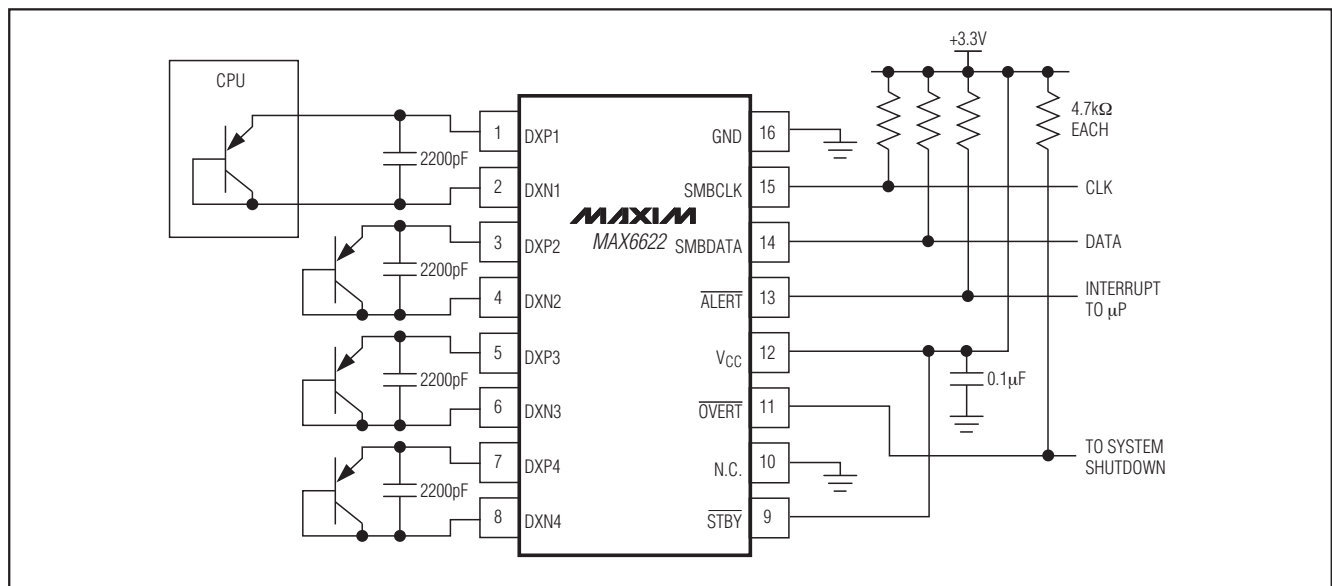 +3.3V
CPU
4.7kΩ
EACH
1
DXP1
GND
16
2200pF
2
DXN1
SMBCLK
15
CLK
MAXIM
MAX6622
3
DXP2
SMBDATA
14
DATA
2200pF
4
DXN2
ALERT
13
INTERRUPT
TO µP
5
DXP3
VCC
12
2200pF
0.1µF
6
DXN3
OVERT
11
7
DXP4
N.C.
10
TO SYSTEM
SHUTDOWN
2200pF
8
DXN4
STBY
9